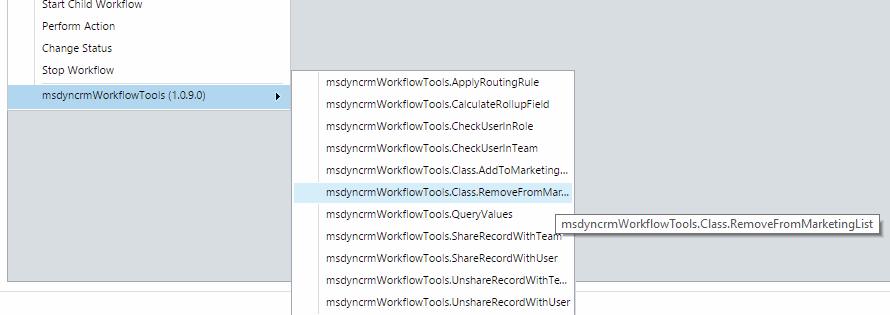 Start Child Workflow
Perform Action
Change Status
Stop Workflow
msdyncrmWorkflowTools (1.0.9.0)
msdyncrmWorkflowTools.ApplyRoutingRule
msdyncrmWorkflowTools.CalculateRollupField
msdyncrmWorkflowTools.CheckUserInRole
msdyncrmWorkflowTools.CheckUserInTeam
msdyncrmWorkflowTools.Class.AddToMarketing...
msdyncrmWorkflowTools.Class.RemoveFromMar...
msdyncrmWorkflowTools.QueryValues
msdyncrmWorkflowTools.Class.RemoveFromMarketingList
msdyncrmWorkflowTools.ShareRecordWithTeam
msdyncrmWorkflowTools.ShareRecordWithUser
msdyncrmWorkflowTools.UnshareRecordWithTe...
msdyncrmWorkflowTools.UnshareRecordWithUser